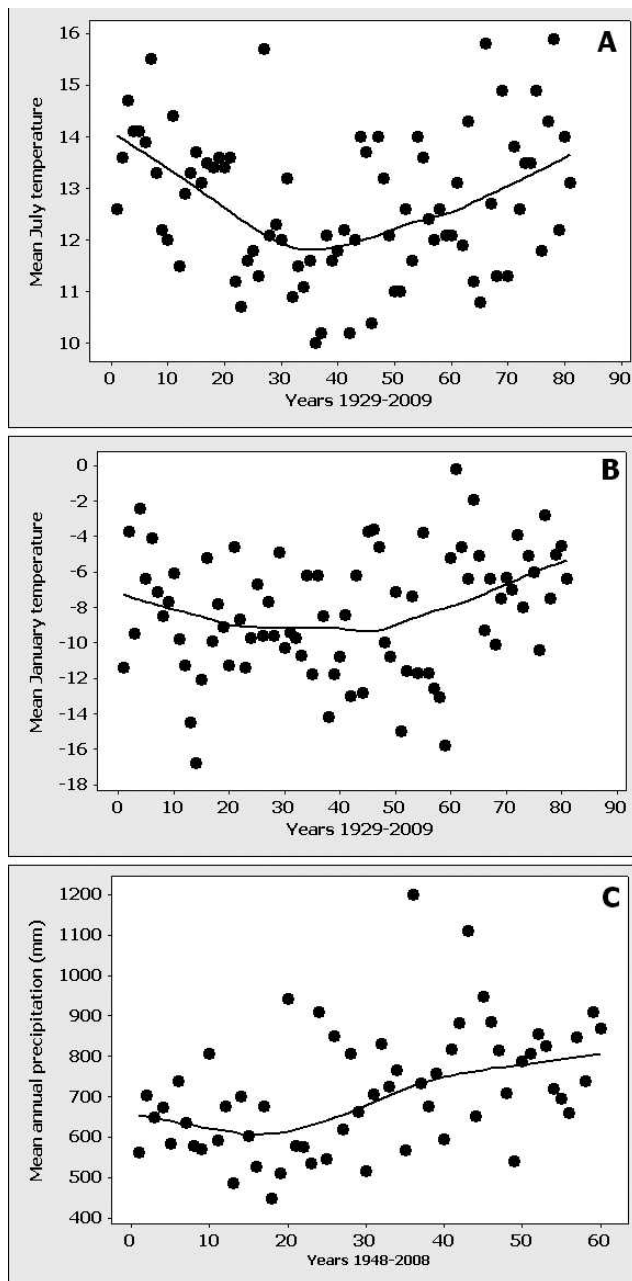 A
Mean July temperature
16
15
14
13
12
11
10
0 10 20 30 40 50 60 70 80 90
Years 1929-2009
B
Mean January temperature
0
-2
-4
-6
-8
-10
-12
-14
-16
-18
0 10 20 30 40 50 60 70 80 90
Years 1929-2009
C
Mean annual precipitation (mm)
1200
1100
1000
900
800
700
600
500
400
0 10 20 30 40 50 60
Years 1948-2008